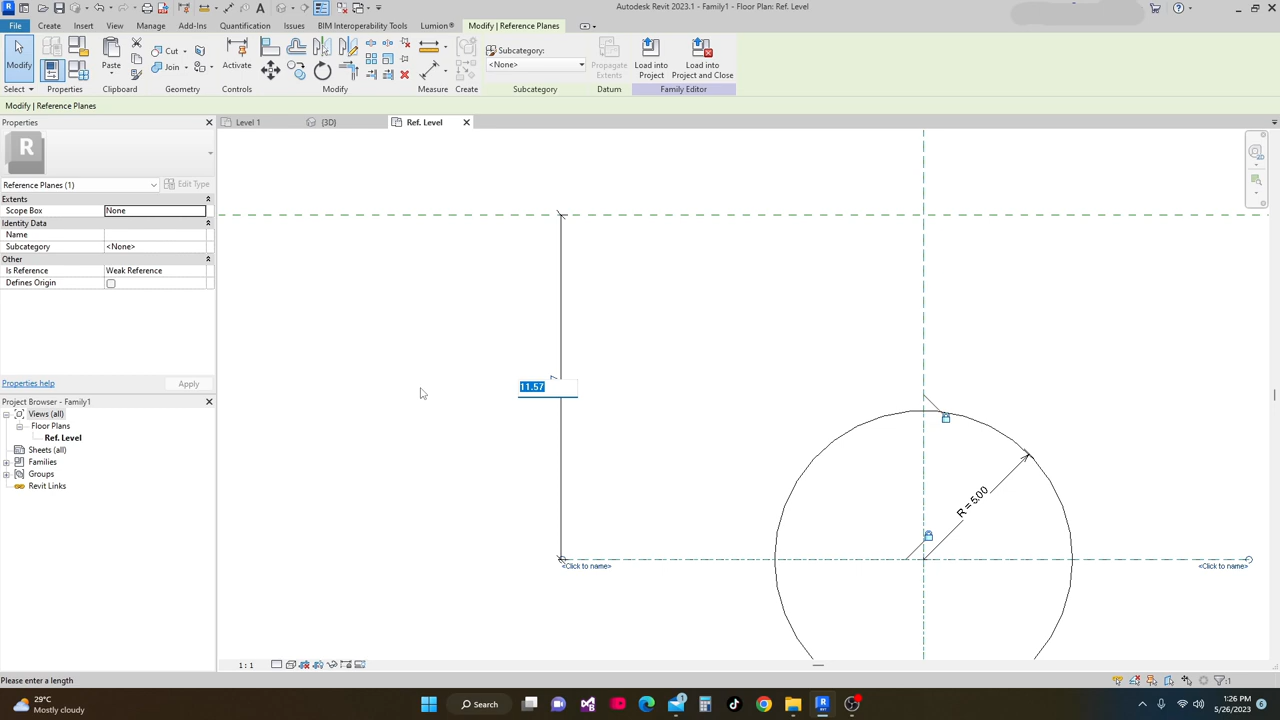 Autodesk Revit 2023.1 - Family1 - Floor Plan: Ref. Level
File Create Insert View Manage Add-Ins Quantification Issues BIM Interoperability Tools Lumion® Modify | Reference Planes
Modify Paste Cut Join Activate Subcategory: <None> Propagate Extents Load into Project Load into Project and Close
Select Properties Clipboard Geometry Controls Modify Measure Create Subcategory Datum Family Editor
Modify | Reference Planes
Properties
Level 1 {3D} Ref. Level
R
Reference Planes (1) Edit Type
Extents
Scope Box None
Identity Data
Name
Subcategory <None>
Other
Is Reference Weak Reference
Defines Origin
Properties help Apply
Project Browser - Family1
Views (all)
Floor Plans
Ref. Level
Sheets (all)
Families
Groups
Revit Links
11.57
R = 5.00
<Click to name> <Click to name>
1:1
Please enter a length
:1
29°C
Mostly cloudy
Search
1:26 PM
5/26/2023